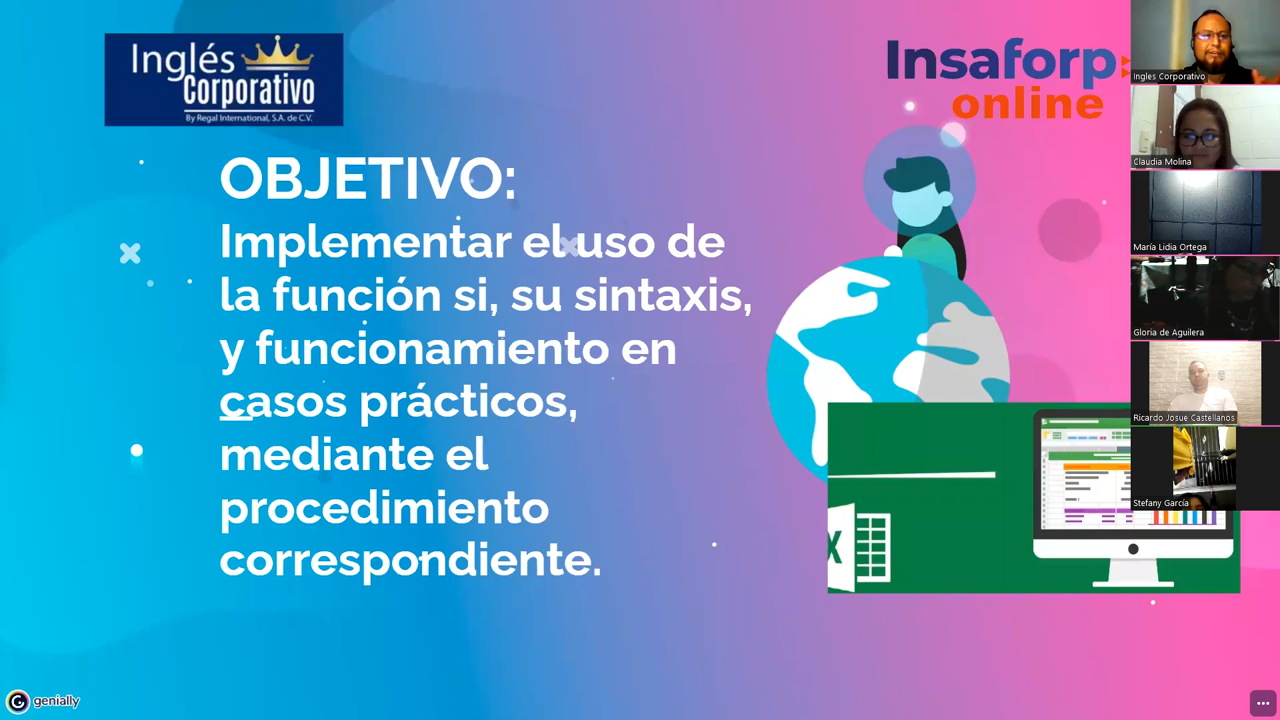 Inglés
Corporativo
By Regal International, S.A. de C.V.
Insaforp
online
OBJETIVO:
Implementar el uso de
la función si, su sintaxis,
y funcionamiento en
casos prácticos,
mediante el
procedimiento
correspondiente.
Ingles Corporativo
Claudia Molina
María Lidia Ortega
Gloria de Aguilera
Ricardo Josue Castellanos
Stefany García
X
genially